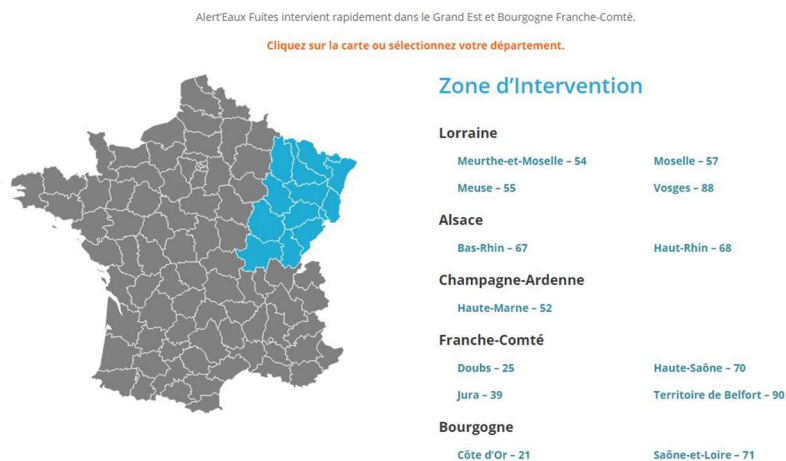 Alert'Eaux Fuites intervient rapidement dans le Grand Est et Bourgogne Franche-Comté.
Cliquez sur la carte ou sélectionnez votre département.
Zone d'Intervention
Lorraine
Meurthe-et-Moselle – 54 Moselle – 57
Meuse – 55 Vosges – 88
Alsace
Bas-Rhin – 67 Haut-Rhin – 68
Champagne-Ardenne
Haute-Marne – 52
Franche-Comté
Doubs – 25 Haute-Saône – 70
Jura – 39 Territoire de Belfort – 90
Bourgogne
Côte d'Or – 21 Saône-et-Loire – 71